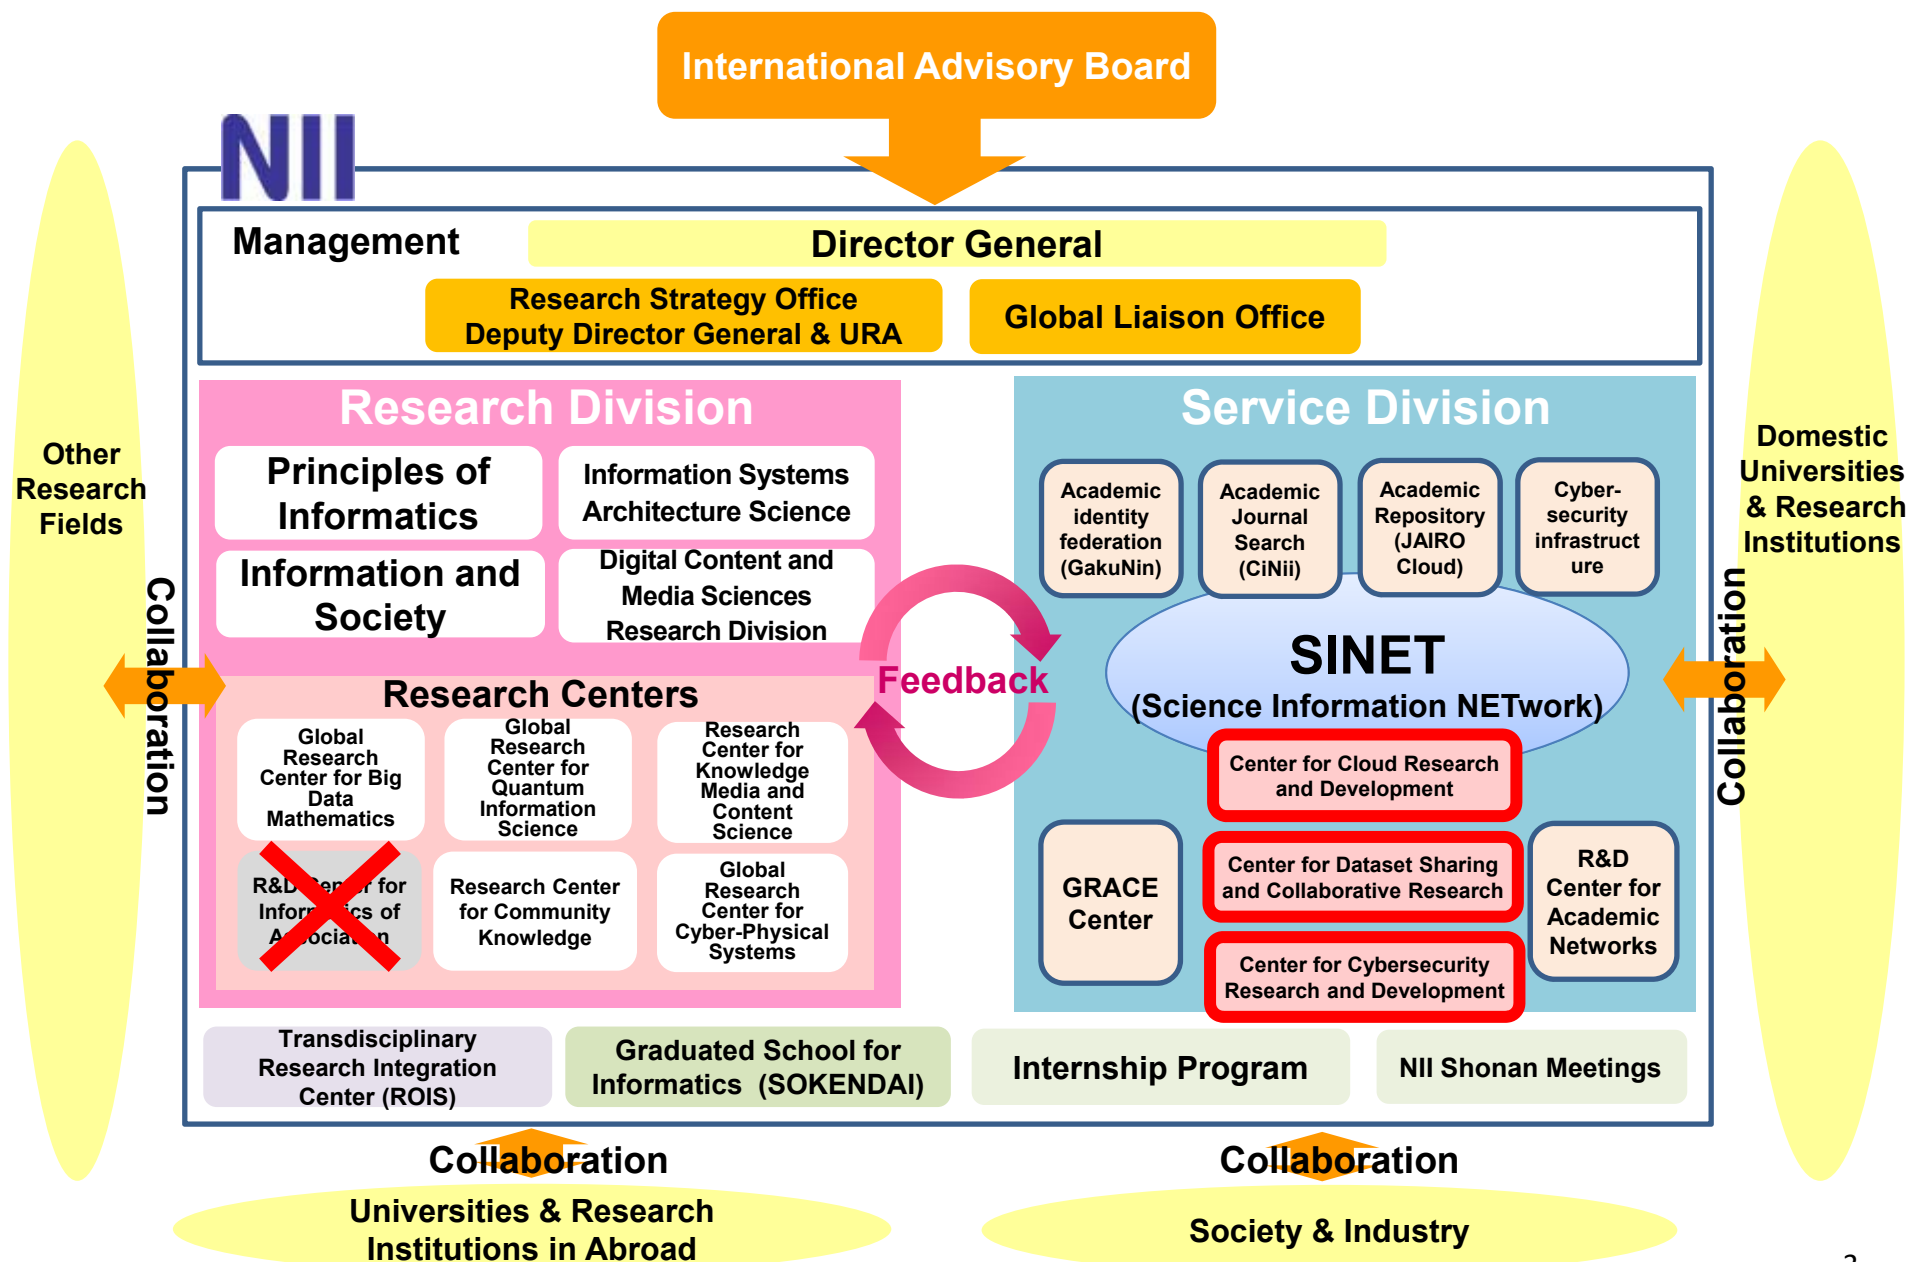 International Advisory Board
NII
Management
Director General
Research Strategy Office
Deputy Director General & URA
Global Liaison Office
Research Division
Principles of
Informatics
Information Systems
Architecture Science
Information and
Society
Digital Content and
Media Sciences
Research Division
Research Centers
Global
Research
Center for Big
Data
Mathematics
Global
Research
Center for
Quantum
Information
Science
Research
Center for
Knowledge
Media and
Content
Science
R&D Center for
Informatics of
Association
Research Center
for Community
Knowledge
Global
Research
Center for
Cyber-Physical
Systems
Feedback
Service Division
Academic
identity
federation
(GakuNin)
Academic
Journal
Search
(CiNii)
Academic
Repository
(JAIRO
Cloud)
Cyber-
security
infrastruct
ure
SINET
(Science Information NETwork)
Center for Cloud Research
and Development
GRACE
Center
Center for Dataset Sharing
and Collaborative Research
Center for Cybersecurity
Research and Development
R&D
Center for
Academic
Networks
Transdisciplinary
Research Integration
Center (ROIS)
Graduated School for
Informatics (SOKENDAI)
Internship Program
NII Shonan Meetings
Other
Research
Fields
Collaboration
Domestic
Universities
& Research
Institutions
Collaboration
Collaboration
Universities & Research
Institutions in Abroad
Collaboration
Society & Industry